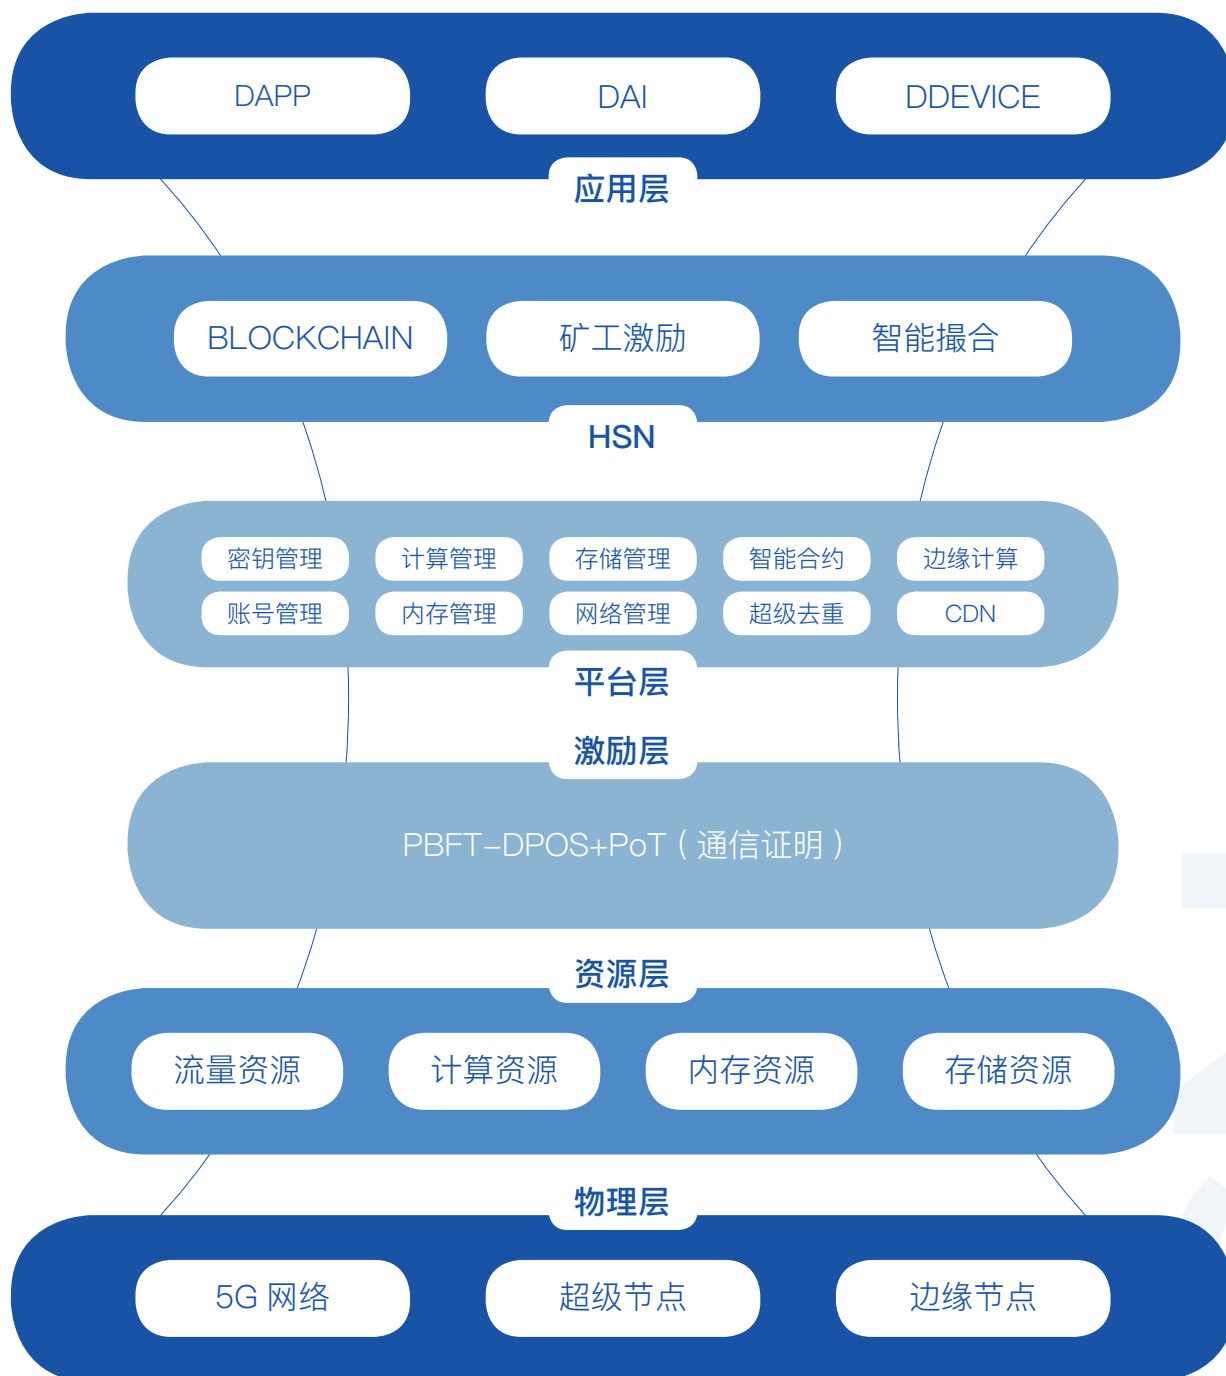 DAPP DAI DDEVICE
应用层
BLOCKCHAIN 矿工激励 智能撮合
HSN
密钥管理 计算管理 存储管理 智能合约 边缘计算
账号管理 内存管理 网络管理 超级去重 CDN
平台层
激励层
PBFT-DPOS+PoT（通信证明）
资源层
流量资源 计算资源 内存资源 存储资源
物理层
5G 网络 超级节点 边缘节点